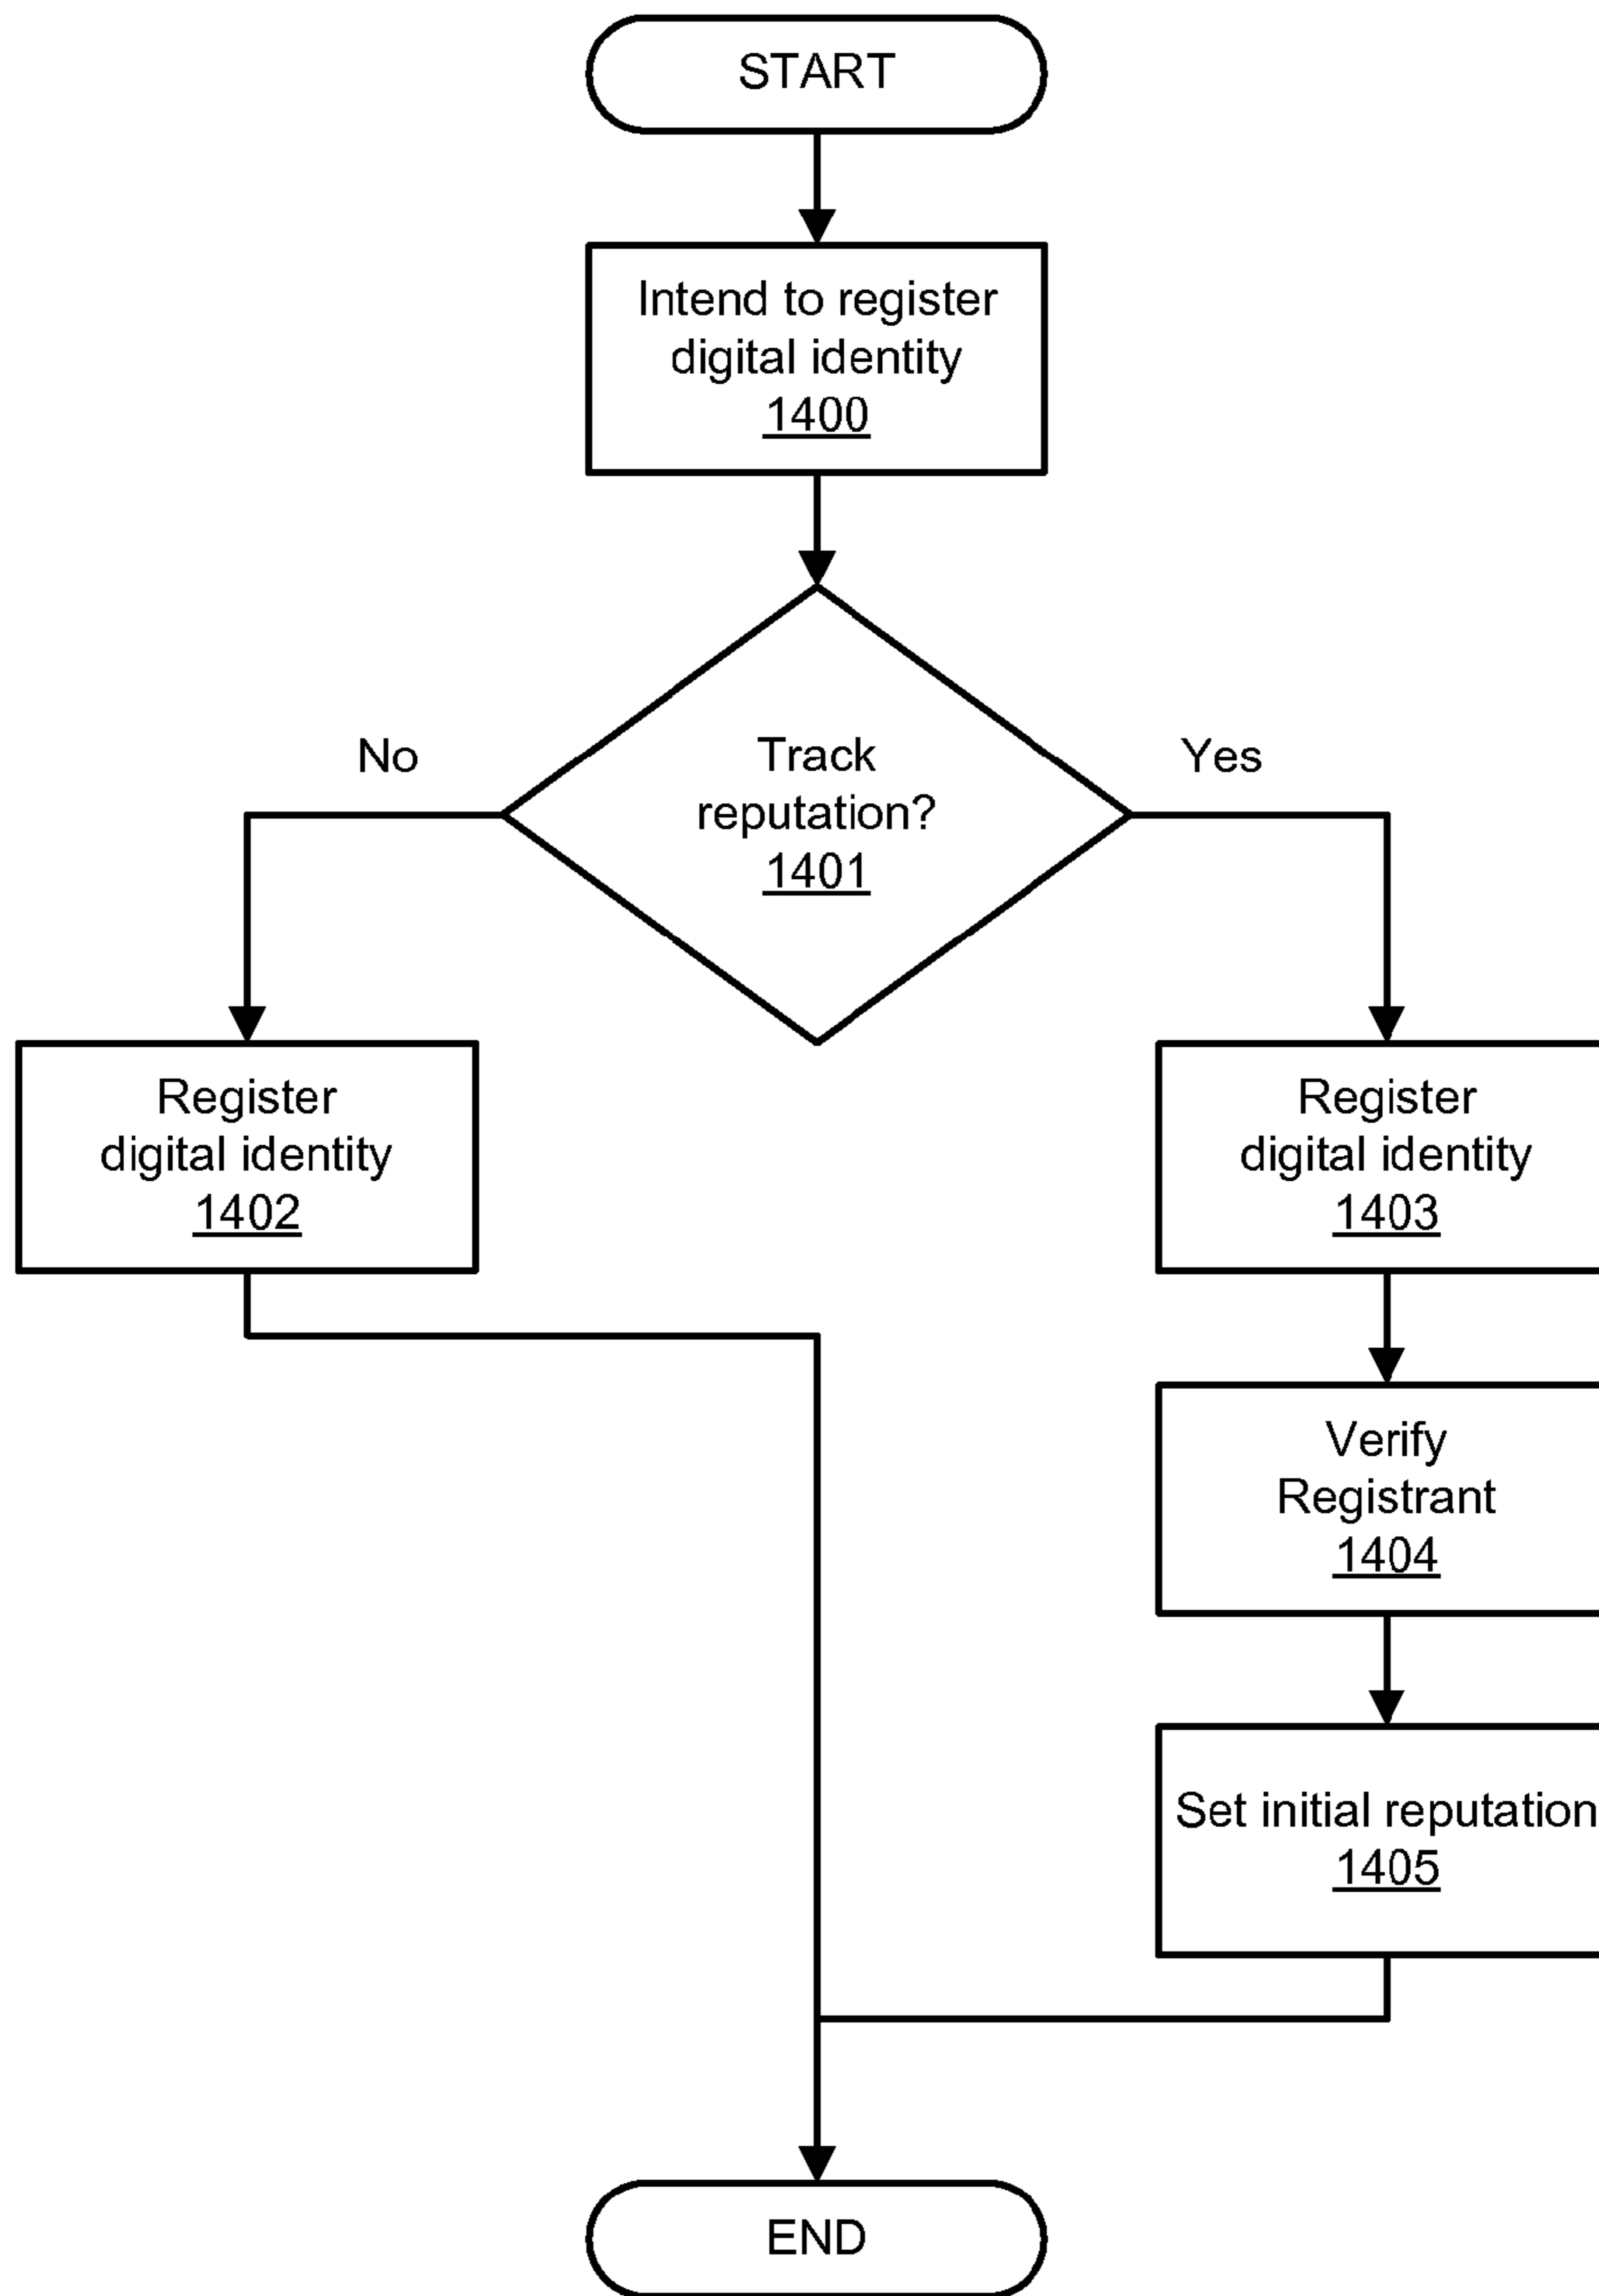 START
Intend to register
digital identity
1400
Track
reputation?
1401
No
Yes
Register
digital identity
1402
Register
digital identity
1403
Verify
Registrant
1404
Set initial reputation
1405
END